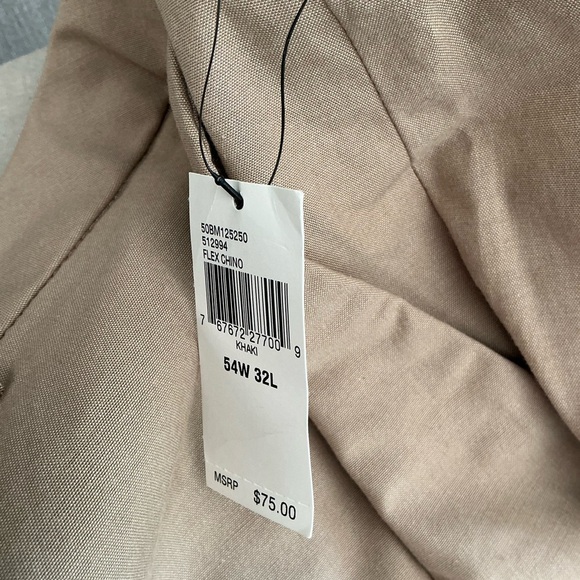 50BM125250
512994
FLEX CHINO
7 67672 27700 9
KHAKI
54W 32L
MSRP $75.00